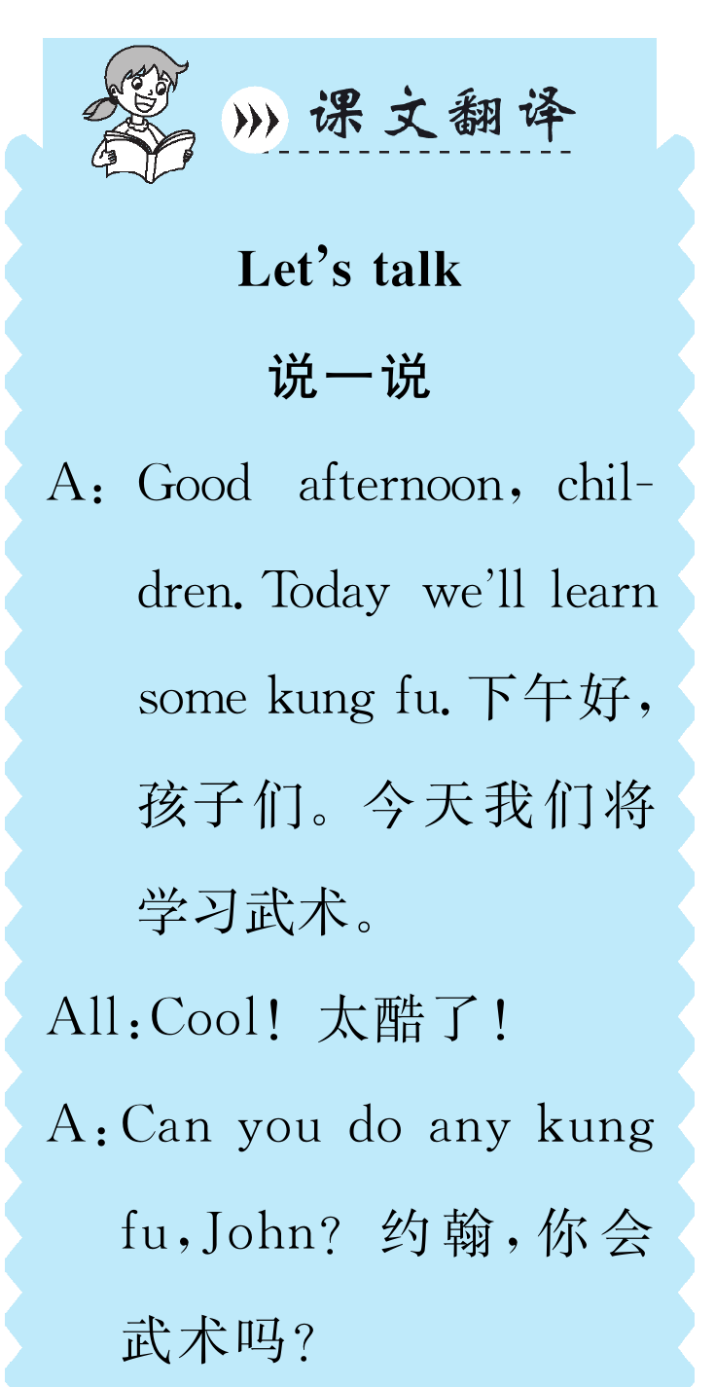 课文翻译
Let's talk
说一说
A: Good afternoon, chil-
dren. Today we'll learn
some kung fu. 下午好，
孩子们。今天我们将
学习武术。
All: Cool! 太酷了!
A: Can you do any kung
fu, John? 约翰，你会
武术吗?